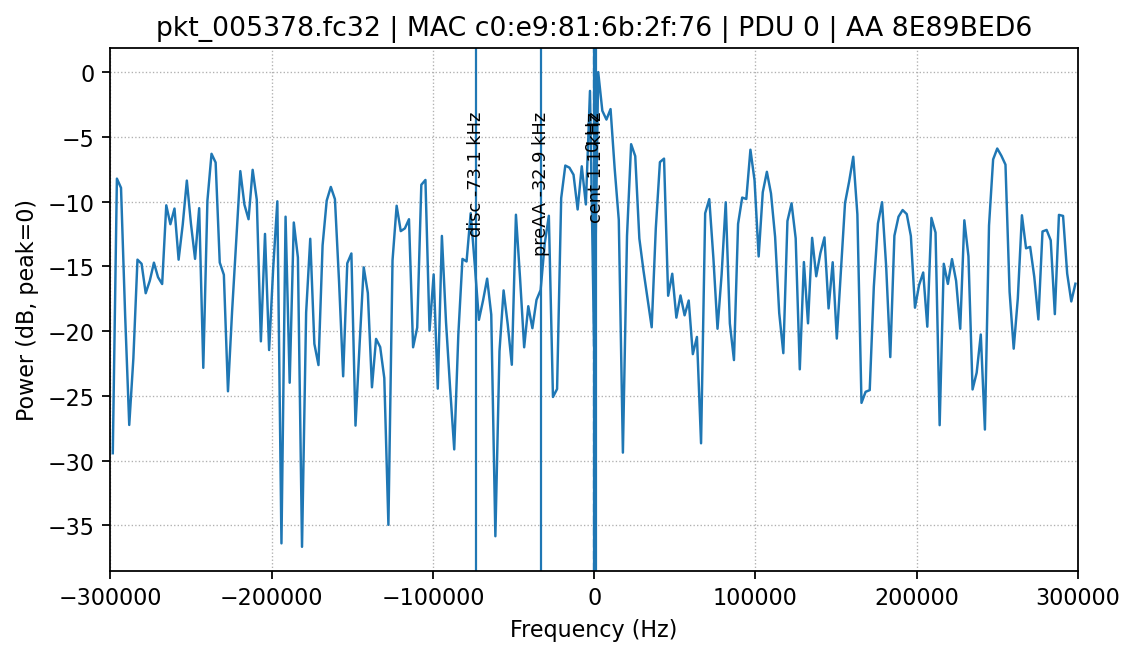 pkt_005378.fc32 | MAC c0:e9:81:6b:2f:76 | PDU 0 | AA 8E89BED6
0
−5
−10
−15
−20
−25
−30
−35
Power (dB, peak=0)
disc -73.1 kHz
preAA -32.9 kHz
cent 1.1
−300000
−200000
−100000
0
100000
200000
300000
Frequency (Hz)